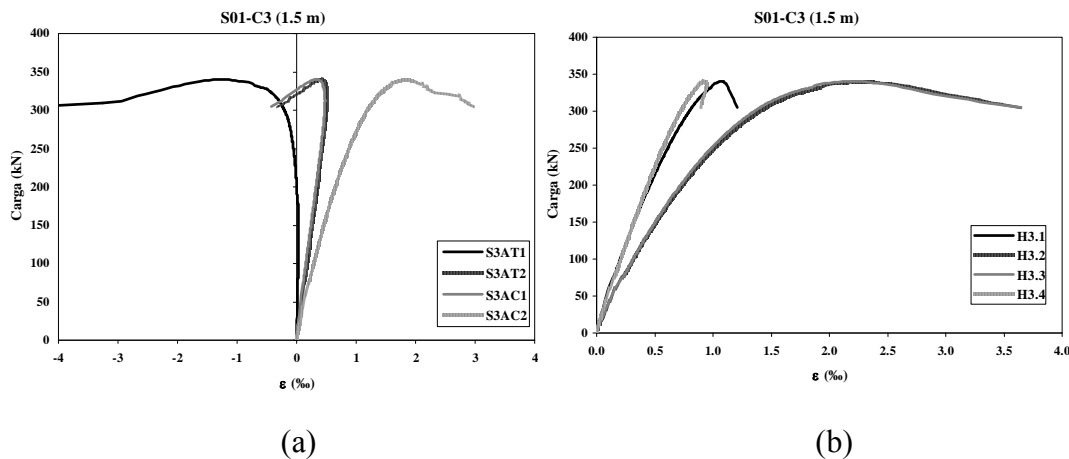 S01-C3 (1.5 m)
400
350
300
250
200
150
100
50
0
Carga (kN)
-4 -3 -2 -1 0 1 2 3 4
ε (‰)
S3AT1
S3AT2
S3AC1
S3AC2
(a)
S01-C3 (1.5 m)
400
350
300
250
200
150
100
50
0
Carga (kN)
0.0 0.5 1.0 1.5 2.0 2.5 3.0 3.5 4.0
ε (‰)
H3.1
H3.2
H3.3
H3.4
(b)